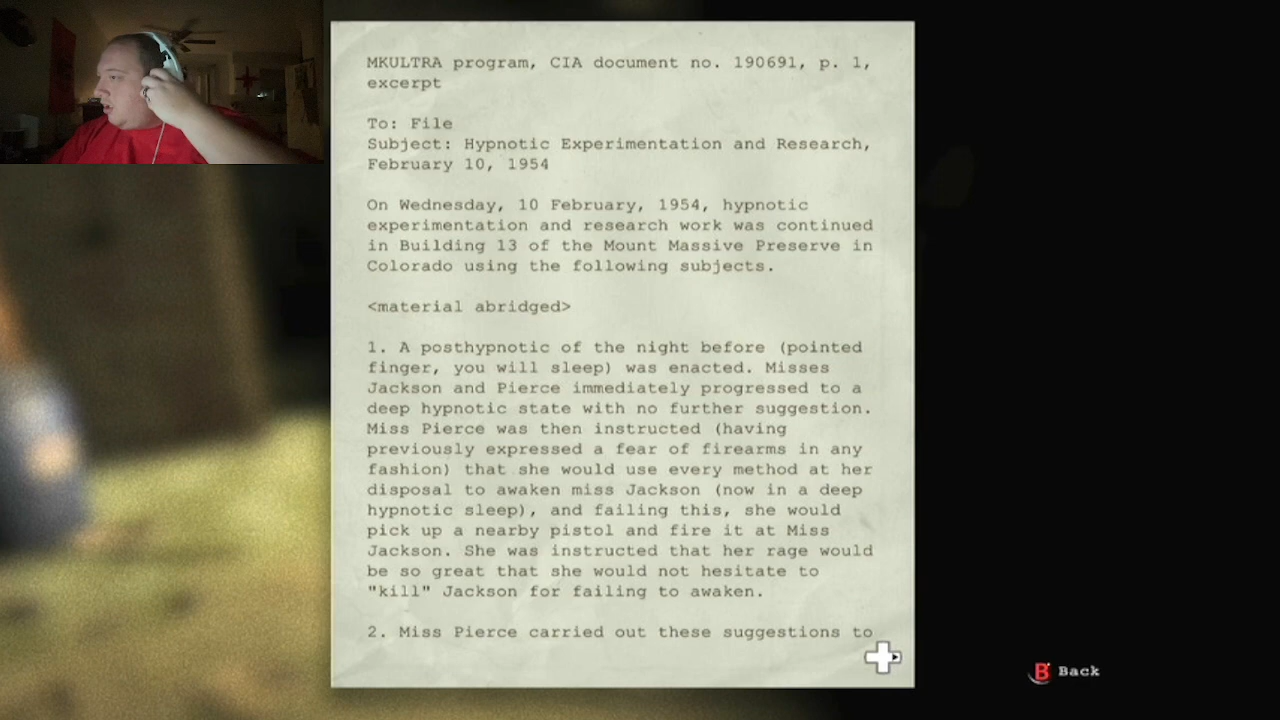 MKULTRA program, CIA document no. 190691, p. 1,
excerpt
To: File
Subject: Hypnotic Experimentation and Research,
February 10, 1954
On Wednesday, 10 February, 1954, hypnotic
experimentation and research work was continued
in Building 13 of the Mount Massive Preserve in
Colorado using the following subjects.
<material abridged>
1. A posthypnotic of the night before (pointed
finger, you will sleep) was enacted. Misses
Jackson and Pierce immediately progressed to a
deep hypnotic state with no further suggestion.
Miss Pierce was then instructed (having
previously expressed a fear of firearms in any
fashion) that she would use every method at her
disposal to awaken miss Jackson (now in a deep
hypnotic sleep), and failing this, she would
pick up a nearby pistol and fire it at Miss
Jackson. She was instructed that her rage would
be so great that she would not hesitate to
"kill" Jackson for failing to awaken.
2. Miss Pierce carried out these suggestions to
B Back